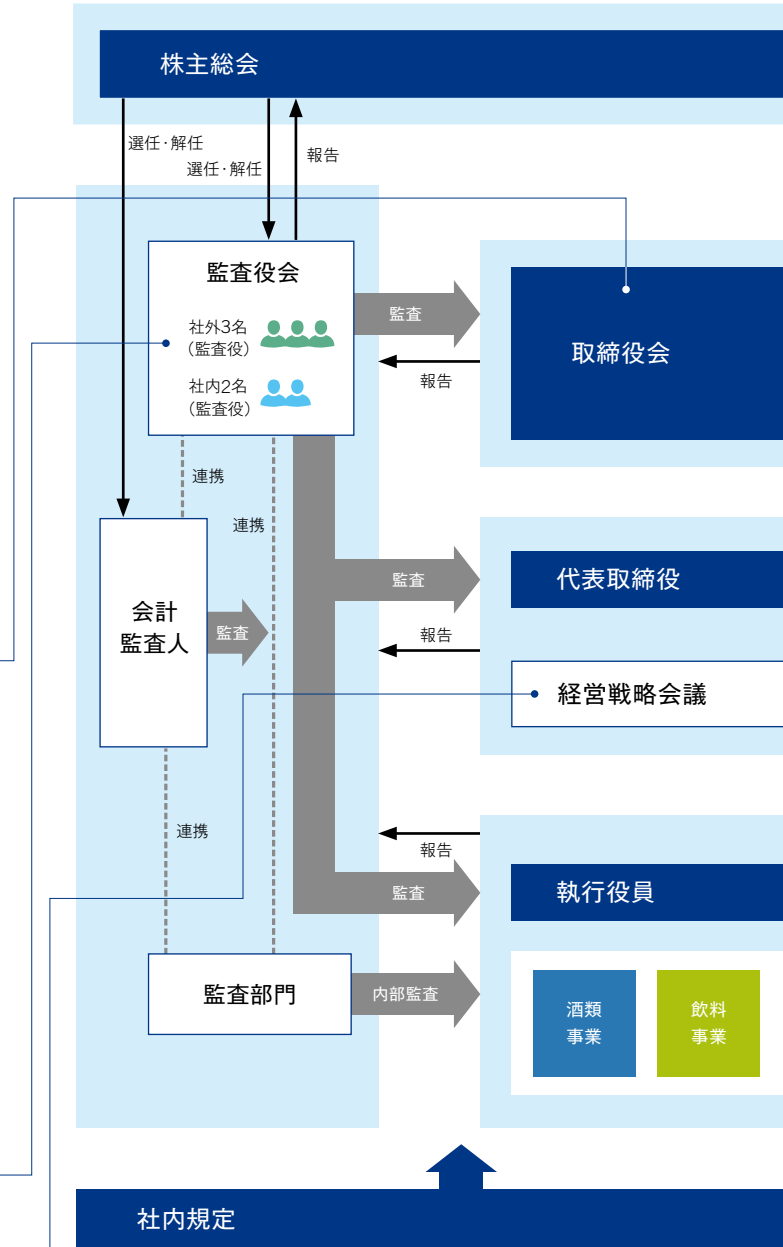 株主総会
選任・解任
選任・解任
報告
監査役会
社外3名
（監査役）
社内2名
（監査役）
監査
報告
取締役会
連携
連携
会計
監査人
監査
監査
報告
代表取締役
経営戦略会議
連携
報告
監査
執行役員
監査部門
内部監査
酒類
事業
飲料
事業
社内規定